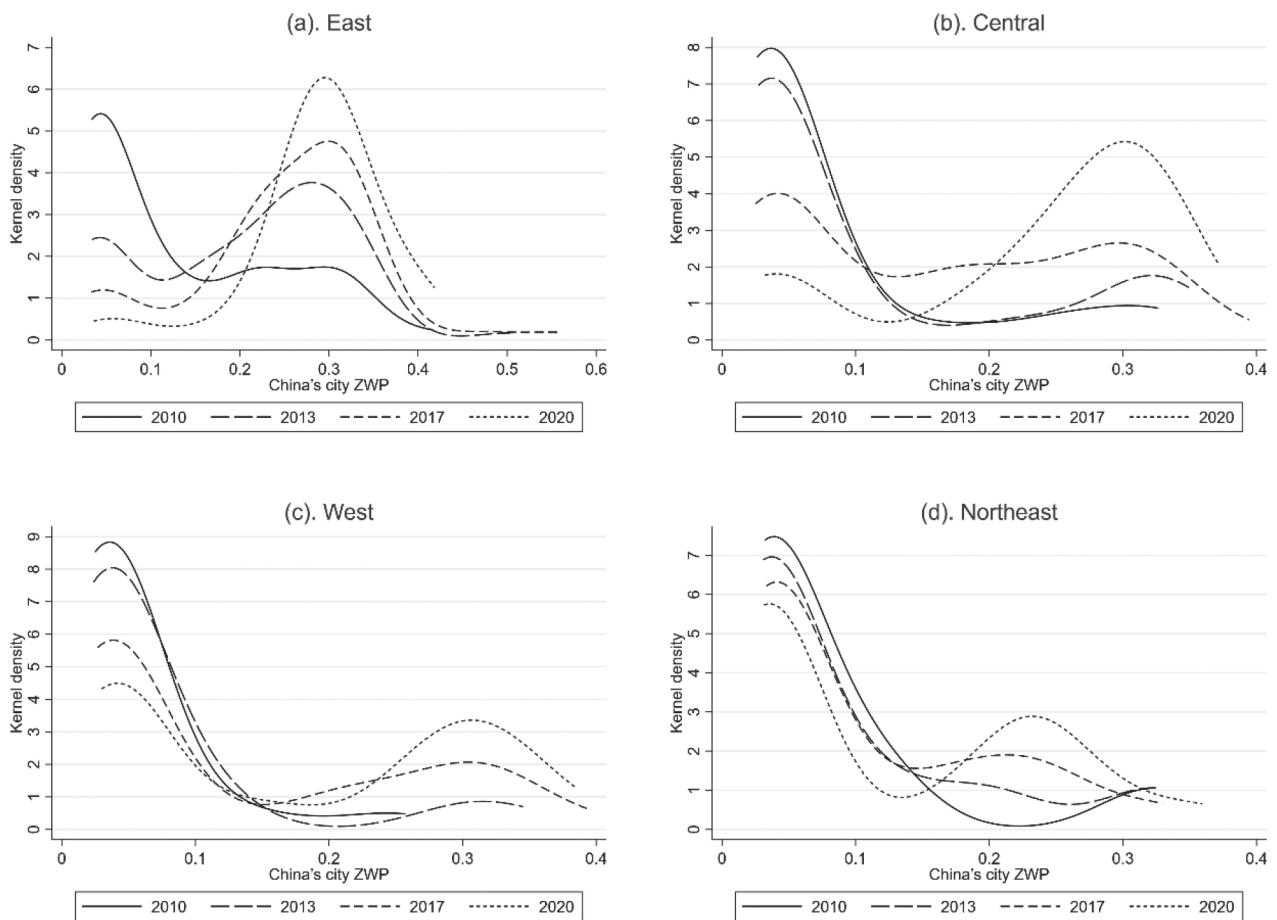 (a). East
7
6
5
4
3
2
1
0
Kernel density
0 0.1 0.2 0.3 0.4 0.5 0.6
China's city ZWP
2010 2013 2017 2020
(b). Central
8
7
6
5
4
3
2
1
0
Kernel density
0 0.1 0.2 0.3 0.4
China's city ZWP
2010 2013 2017 2020
(c). West
9
8
7
6
5
4
3
2
1
0
Kernel density
0 0.1 0.2 0.3 0.4
China's city ZWP
2010 2013 2017 2020
(d). Northeast
7
6
5
4
3
2
1
0
Kernel density
0 0.1 0.2 0.3 0.4
China's city ZWP
2010 2013 2017 2020